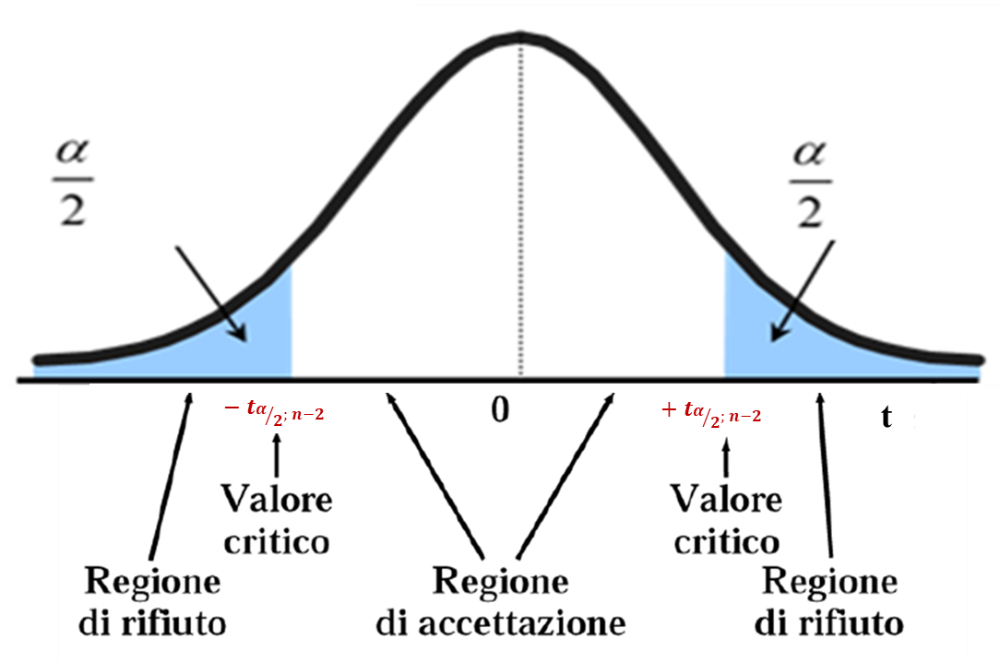 α/2
α/2
− tα/2; n−2
0
+ tα/2; n−2
t
Valore
critico
Valore
critico
Regione
di rifiuto
Regione
di accettazione
Regione
di rifiuto